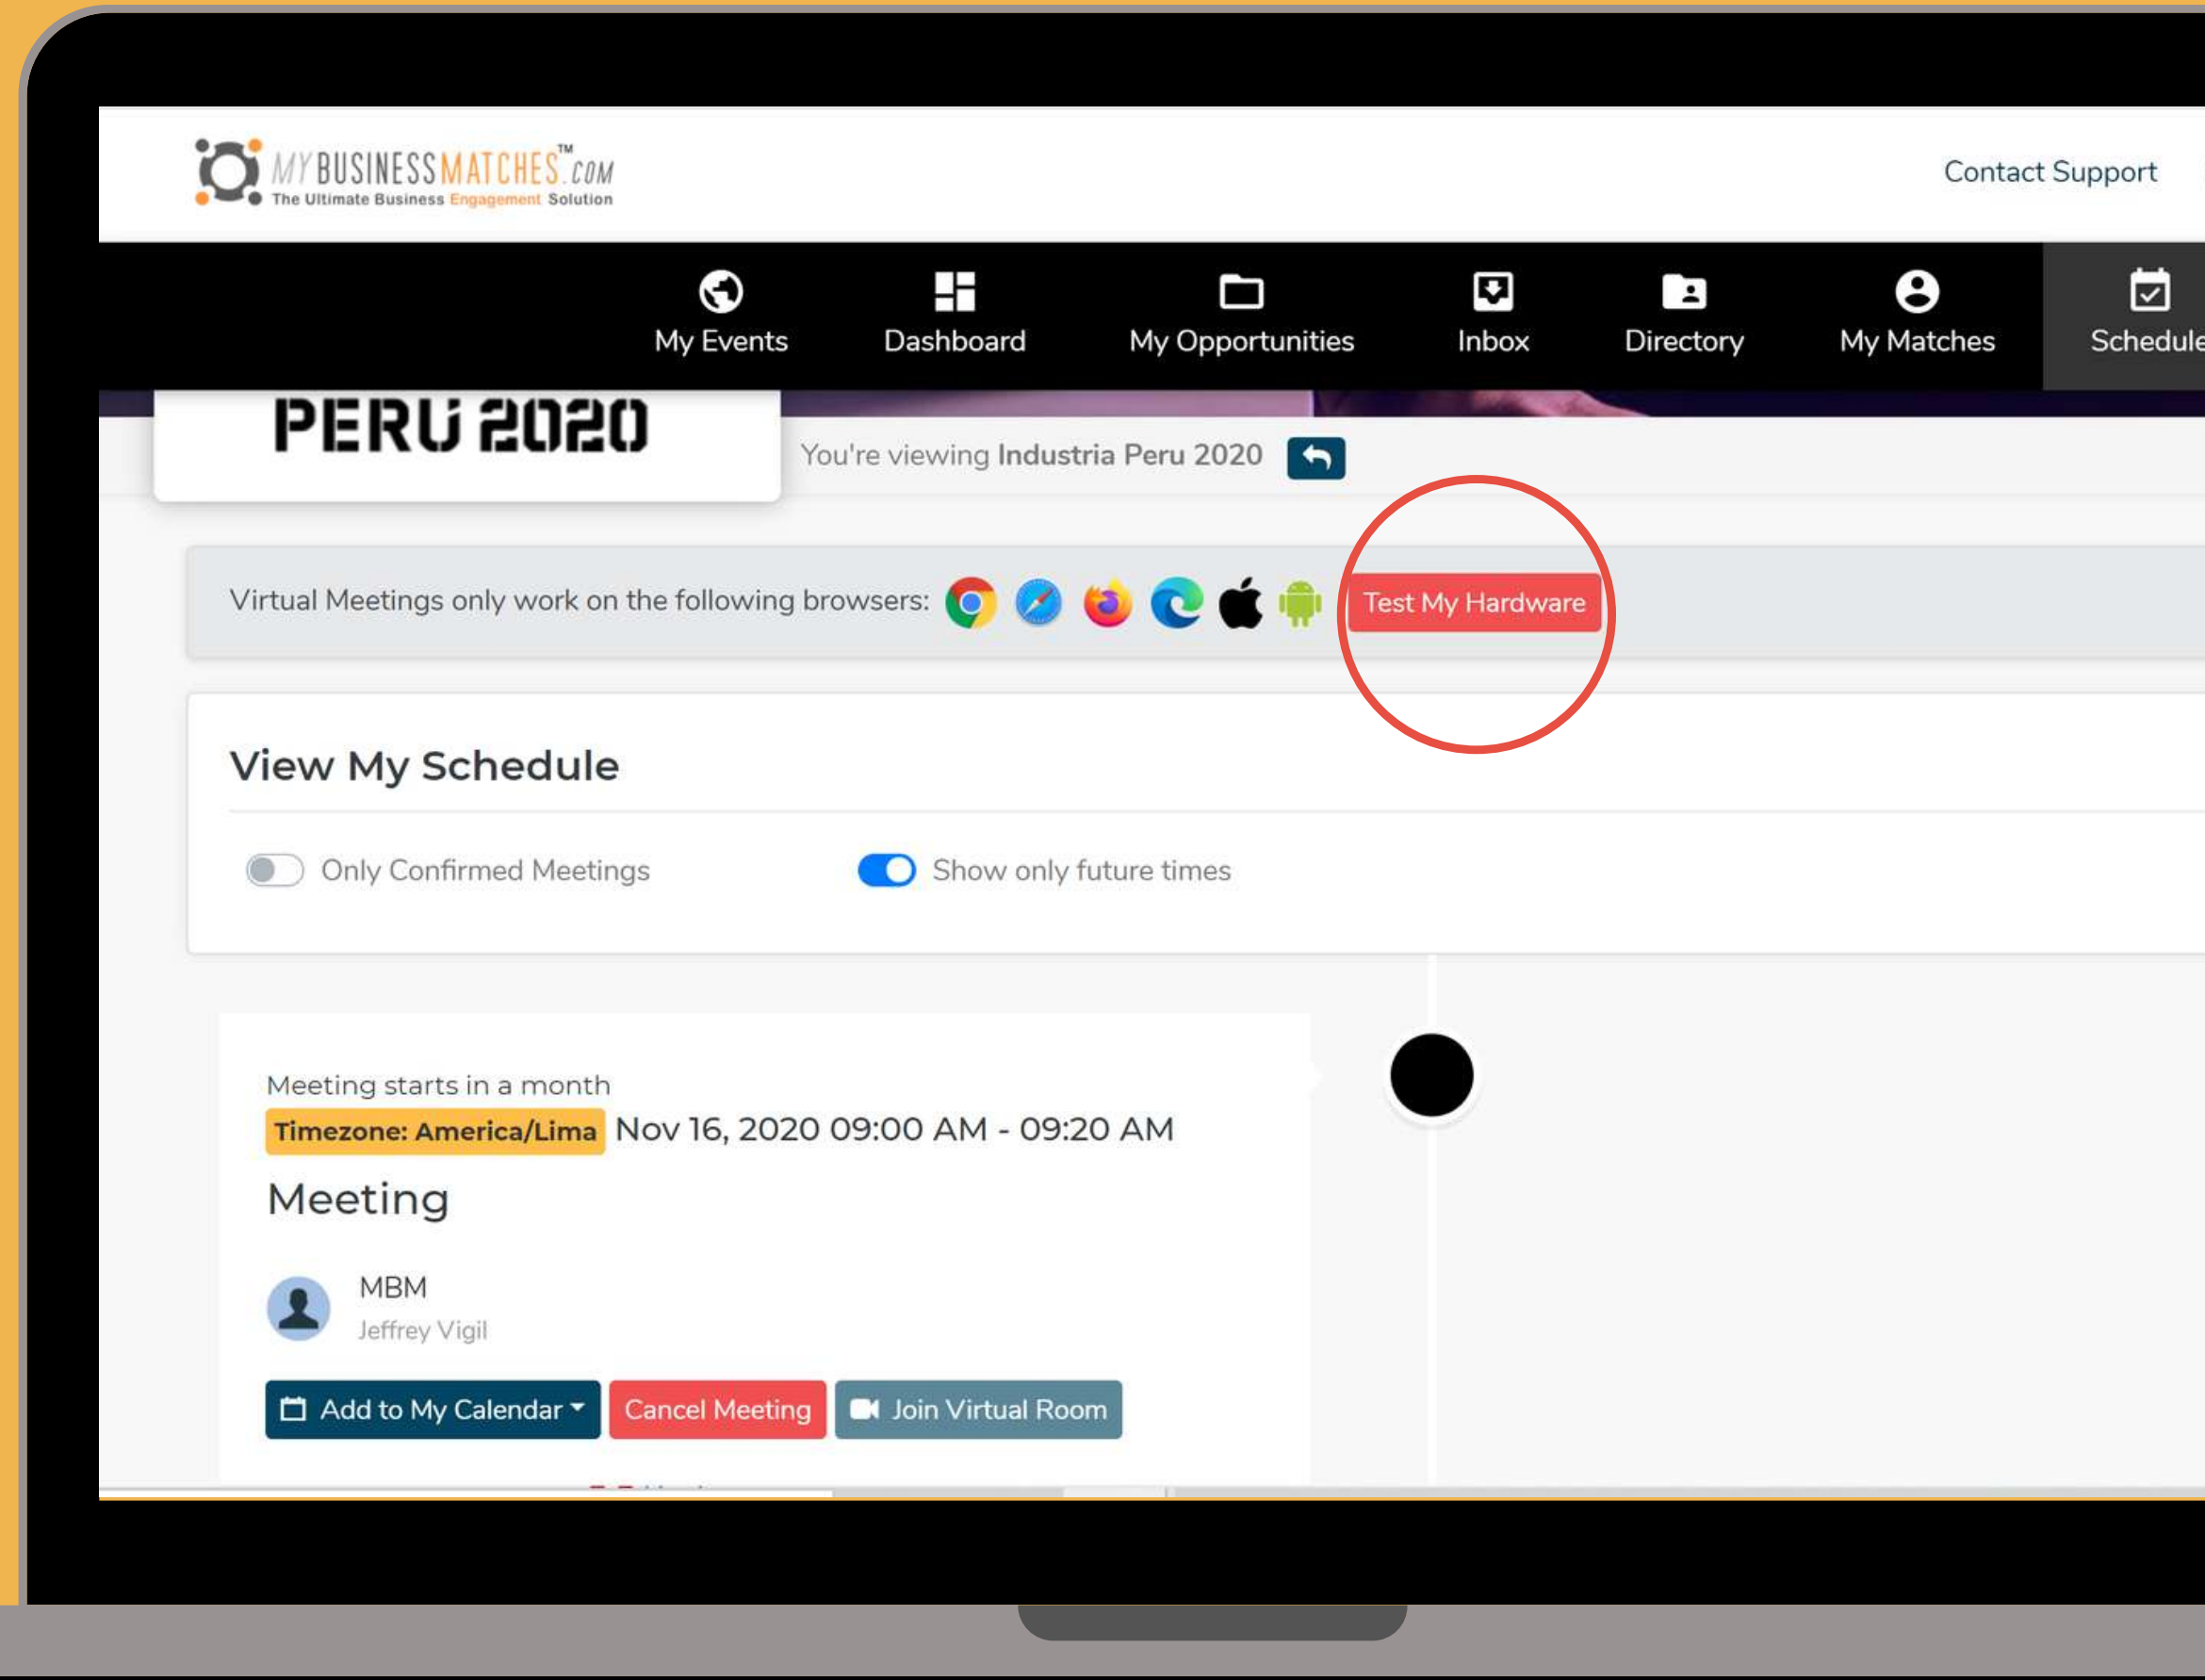 MYBUSINESSMATCHES™.COM
The Ultimate Business Engagement Solution
Contact Support
My Events
Dashboard
My Opportunities
Inbox
Directory
My Matches
Schedule
PERÚ 2020
You're viewing Industria Peru 2020
Virtual Meetings only work on the following browsers:
Test My Hardware
View My Schedule
Only Confirmed Meetings
Show only future times
Meeting starts in a month
Timezone: America/Lima Nov 16, 2020 09:00 AM - 09:20 AM
Meeting
MBM
Jeffrey Vigil
Add to My Calendar
Cancel Meeting
Join Virtual Room